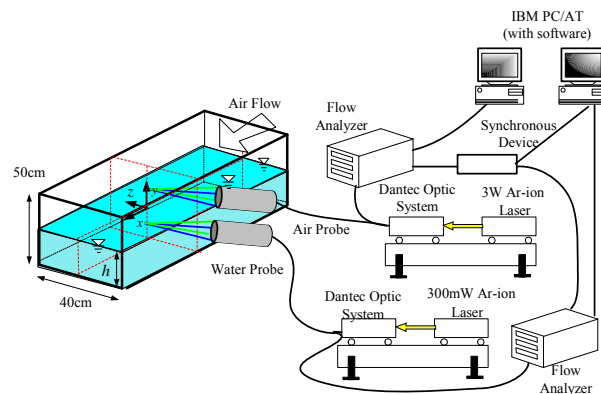 IBM PC/AT
(with software)
Air Flow
Flow
Analyzer
Synchronous
Device
50cm
z
y
x
Dantec Optic
System
3W Ar-ion
Laser
Air Probe
Water Probe
h
40cm
Dantec Optic
System
300mW Ar-ion
Laser
Flow
Analyzer